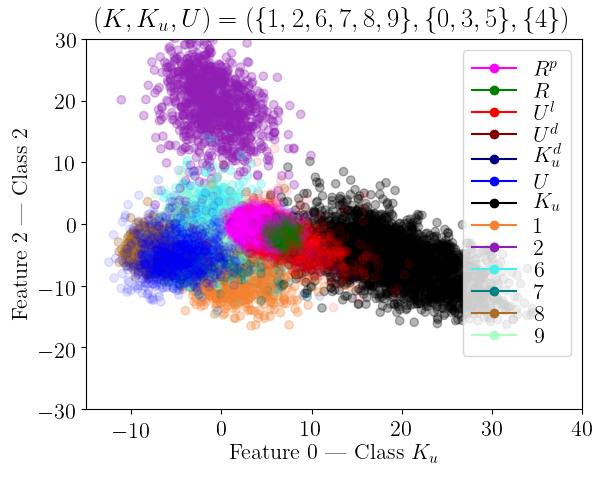 (K, K_u, U) = ({1, 2, 6, 7, 8, 9}, {0, 3, 5}, {4})
30
20
10
0
−10
−20
−30
Feature 2 — Class 2
R^p
R
U^l
U^d
K_u^d
U
K_u
1
2
6
7
8
9
−10
0
10
20
30
40
Feature 0 — Class K_u